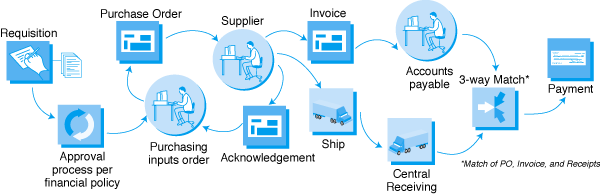 Requisition
Approval
process per
financial policy
Purchasing
inputs order
Purchase Order
Supplier
Acknowledgement
Invoice
Ship
Accounts
payable
Central
Receiving
3-way Match*
Payment
*Match of PO, Invoice, and Receipts